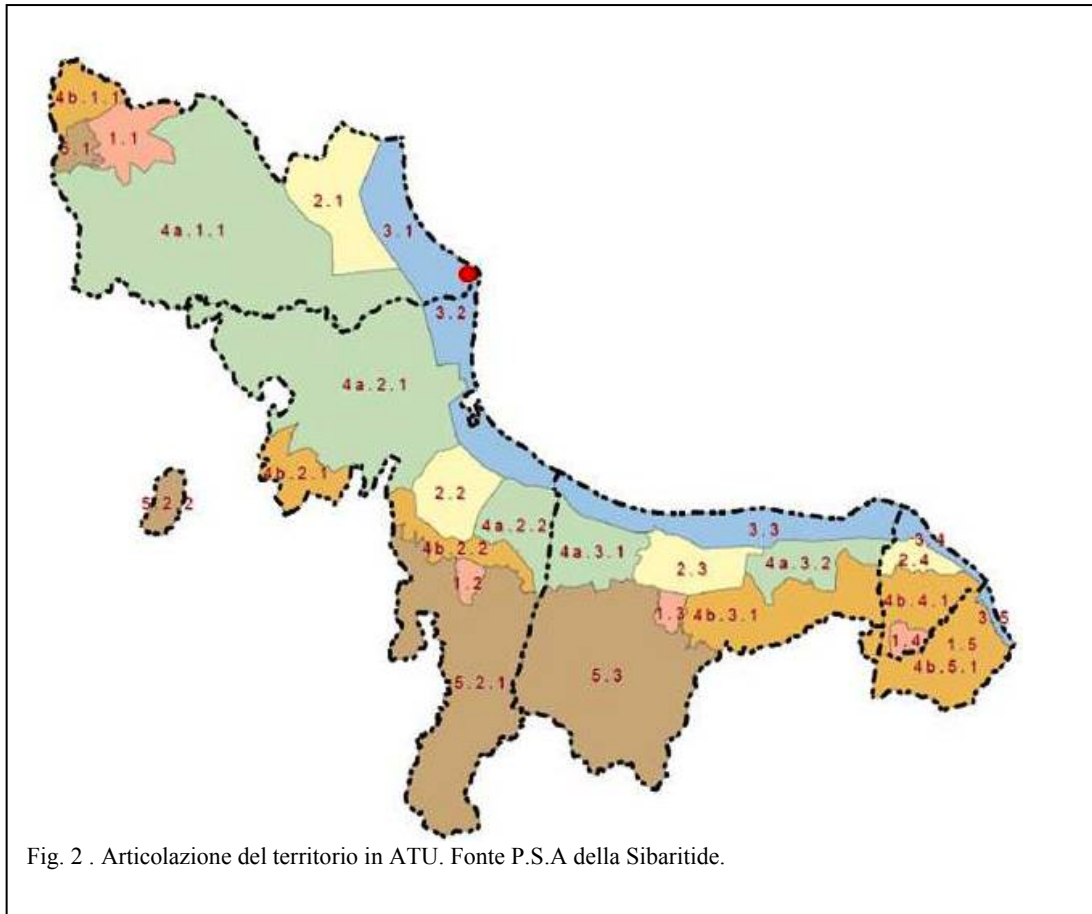 4b.1.1
1.1
5.1
2.1
4a.1.1
3.1
3.2
4a.2.1
4b.2.1
5.2.2
2.2
4a.2.2
3.3
3.4
4b.2.2
4a.3.1
2.3
4a.3.2
2.4
1.2
1.3
4b.3.1
4b.4.1
3.5
1.4
1.5
4b.5.1
5.2.1
5.3
Fig. 2 . Articolazione del territorio in ATU. Fonte P.S.A della Sibaritide.